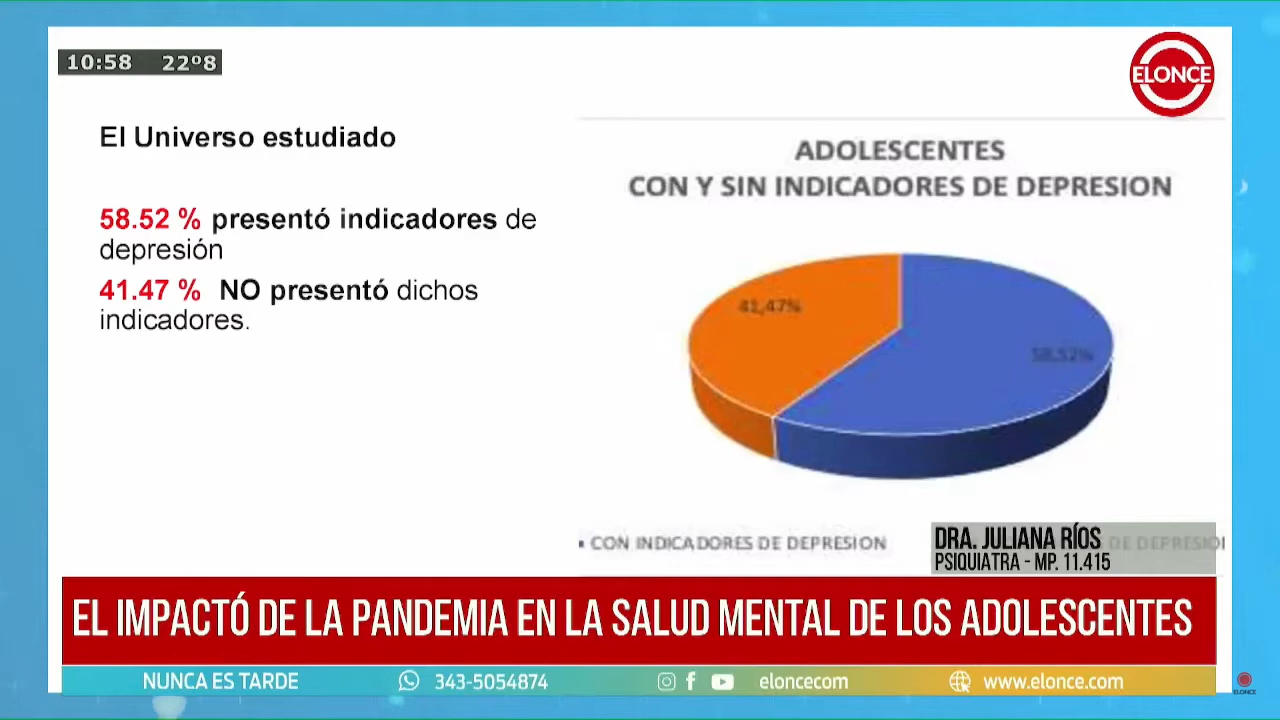 10:58 22º8
ELONCE
El Universo estudiado
58.52 % presentó indicadores de
depresión
41.47 % NO presentó dichos
indicadores.
ADOLESCENTES
CON Y SIN INDICADORES DE DEPRESION
41,47%
58,52%
CON INDICADORES DE DEPRESION
DE DEPRESION
DRA. JULIANA RÍOS
PSIQUIATRA - MP. 11.415
EL IMPACTÓ DE LA PANDEMIA EN LA SALUD MENTAL DE LOS ADOLESCENTES
NUNCA ES TARDE 343-5054874 eloncecom www.elonce.com
ELONCE